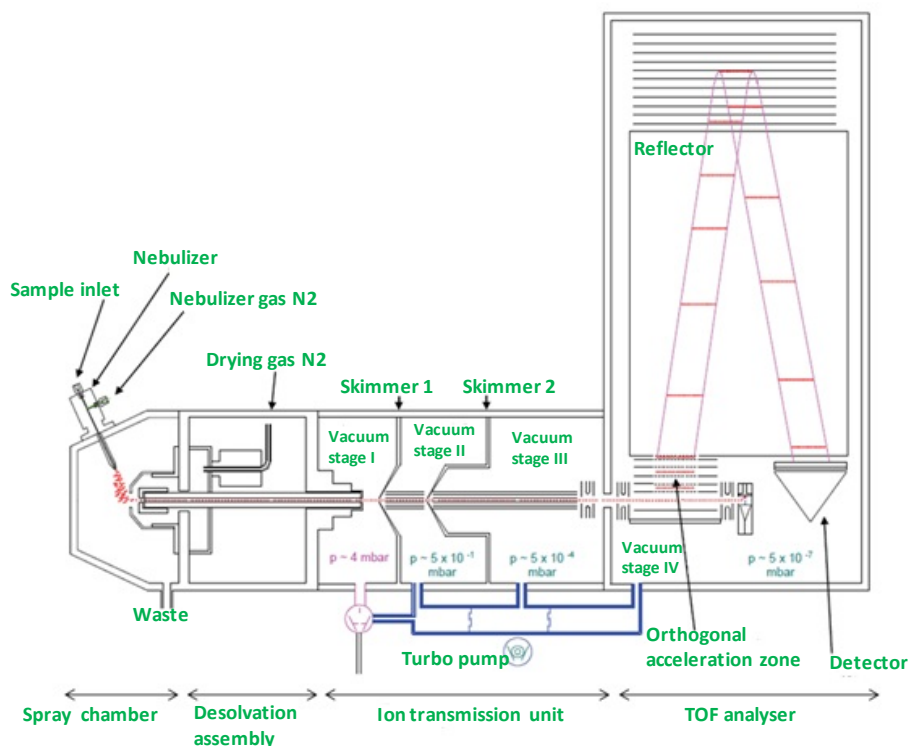 Reflector
Nebulizer
Sample inlet
Nebulizer gas N2
Drying gas N2
Skimmer 1
Skimmer 2
Vacuum
stage I
Vacuum
stage II
Vacuum
stage III
p ~ 4 mbar
p ~ 5 x 10 -1
mbar
p ~ 5 x 10 -4
mbar
Vacuum
stage IV
p ~ 5 x 10 -7
mbar
Waste
Turbo pump
Orthogonal
acceleration zone
Detector
Spray chamber
Desolvation
assembly
Ion transmission unit
TOF analyser